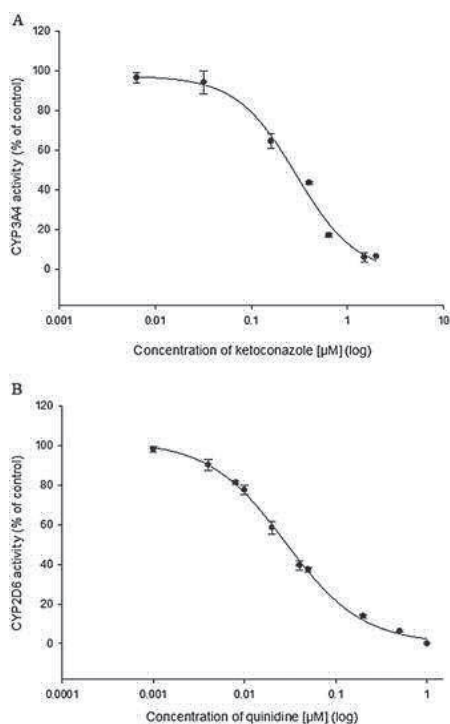 A
120
100
80
60
40
20
0
CYP3A4 activity (% of control)
0.001 0.01 0.1 1 10
Concentration of ketoconazole [µM] (log)
B
120
100
80
60
40
20
0
CYP2D6 activity (% of control)
0.0001 0.001 0.01 0.1 1
Concentration of quinidine [µM] (log)